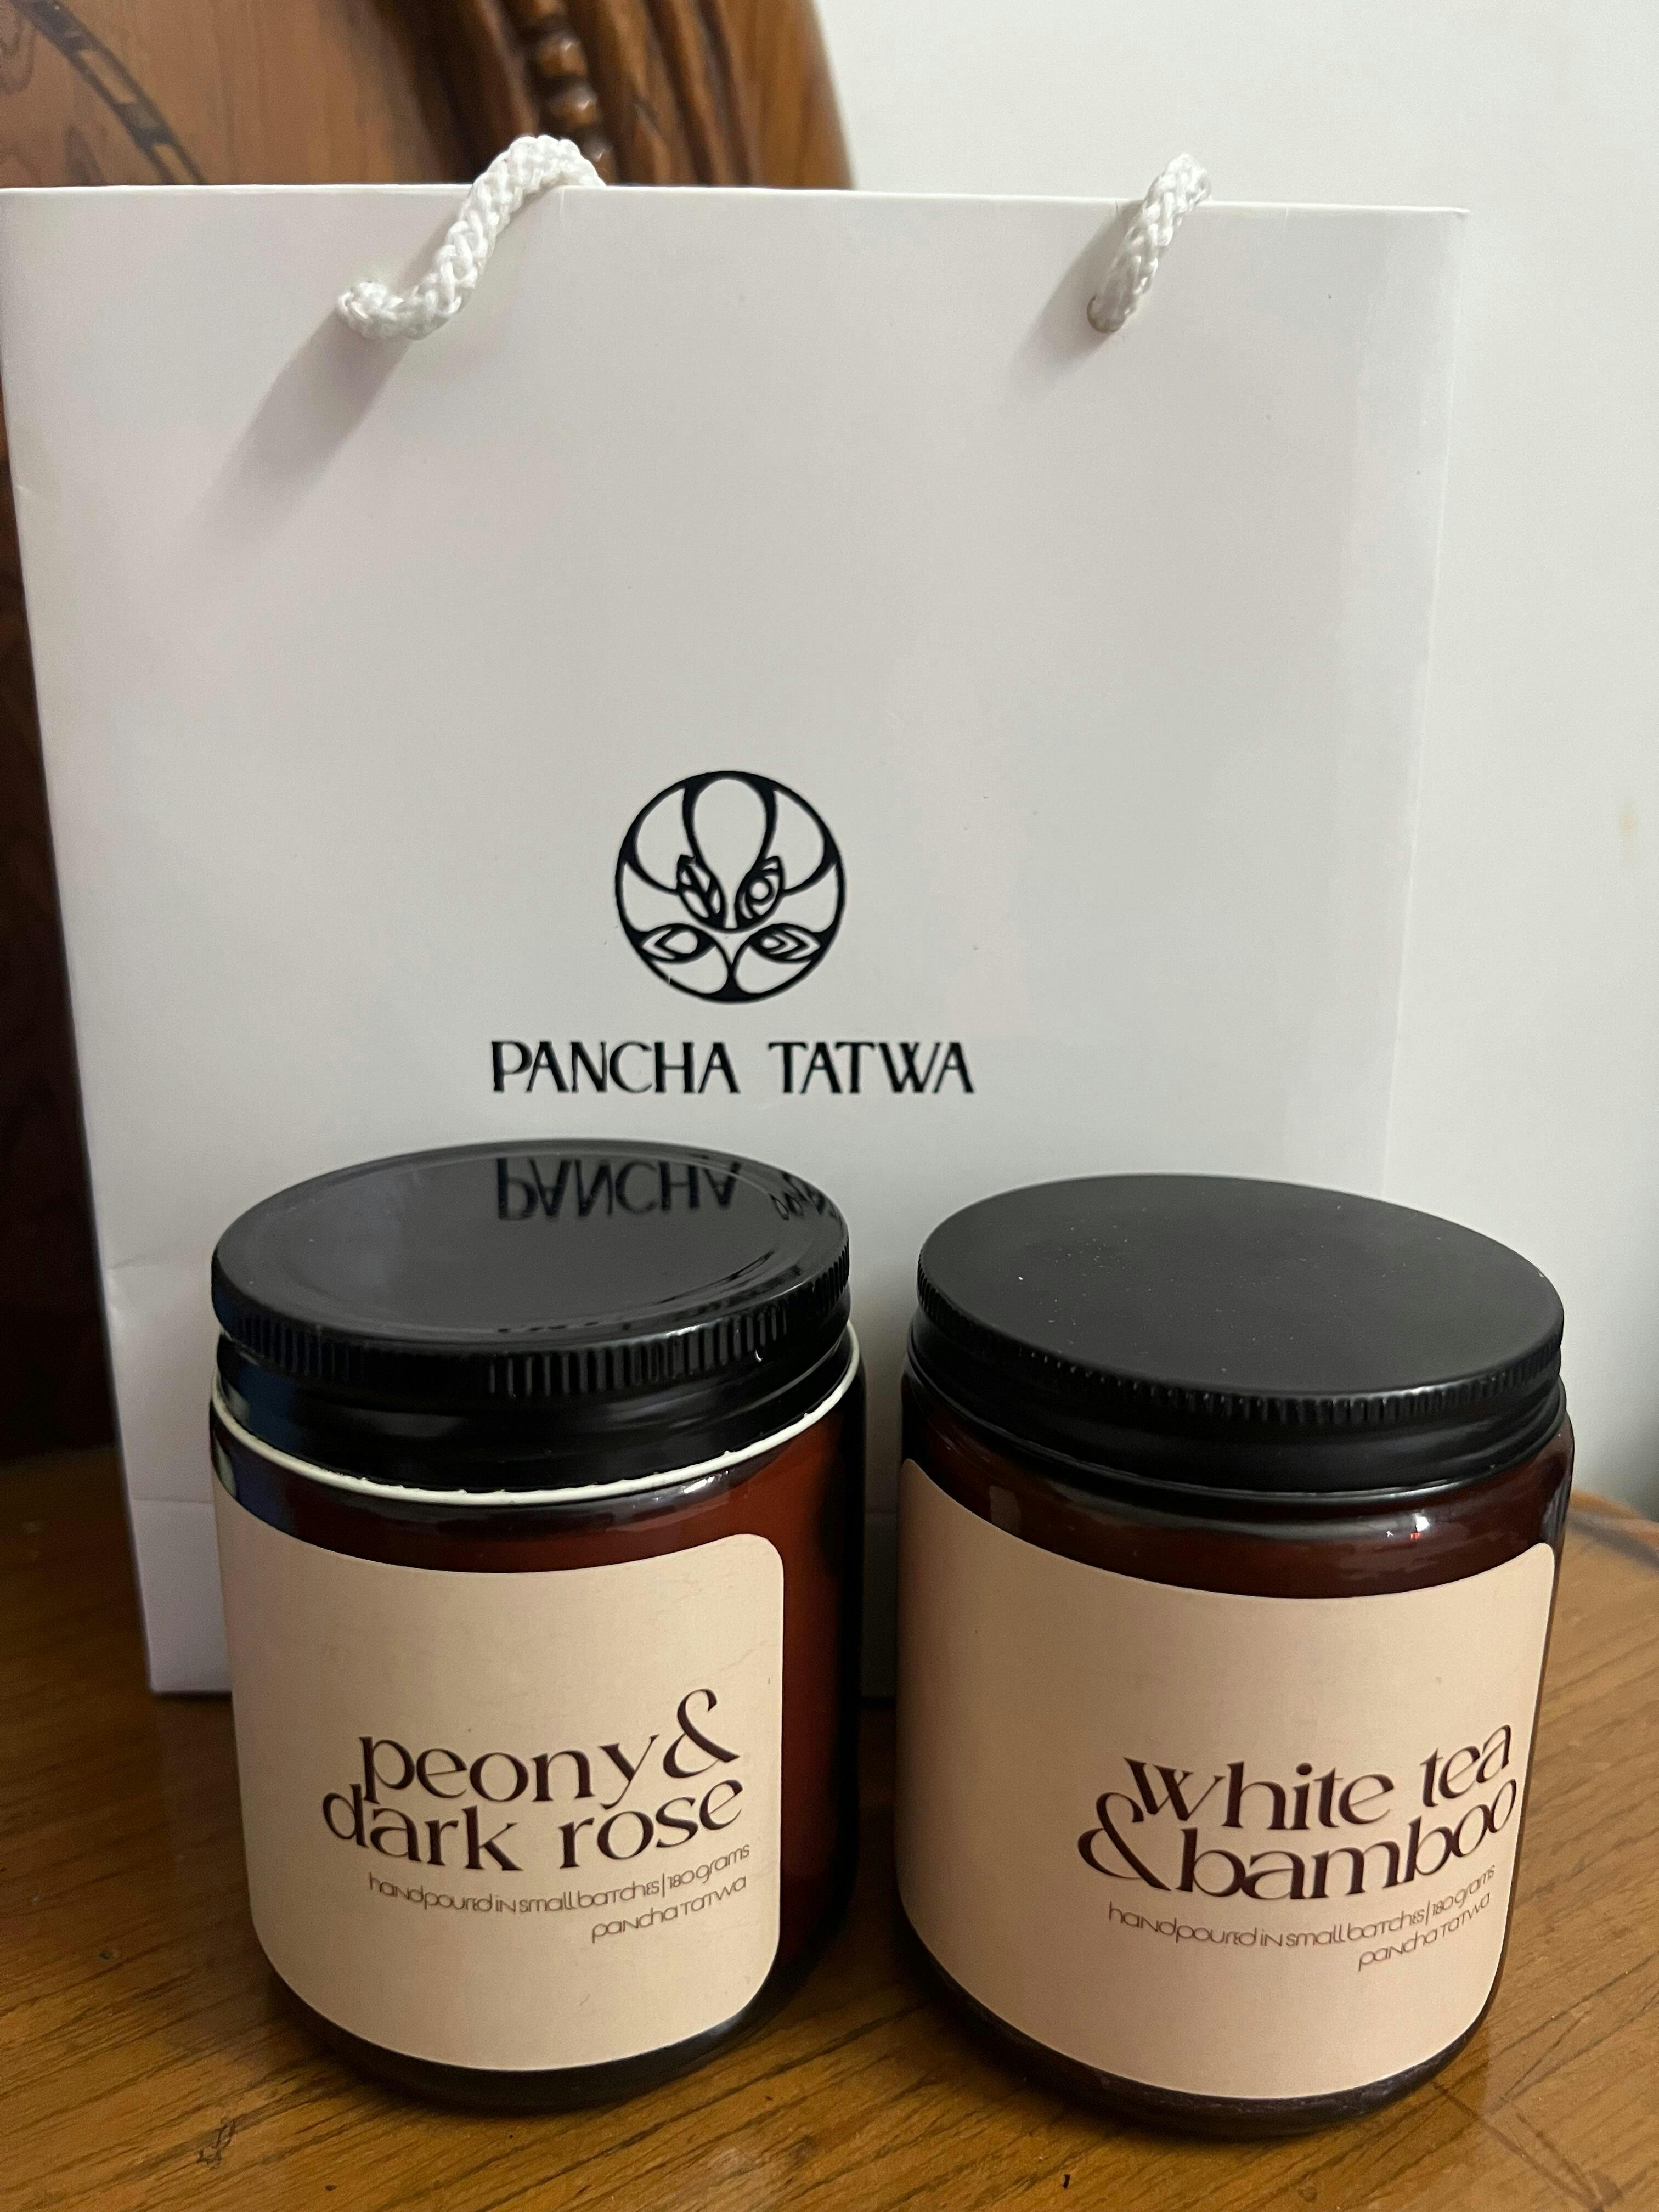 PANCHA TATWA
PANCHA
peony &
dark rose
handpoured in small batches | 180 grams
pancha tatwa
white tea
& bamboo
handpoured in small batches | 180 grams
pancha tatwa